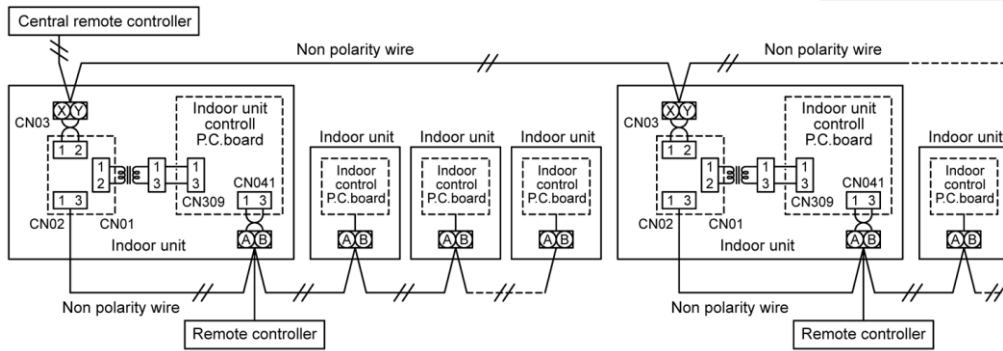 Central remote controller
Non polarity wire
Non polarity wire
X Y
CN03
1 2
1
2
1
3
1
3
Indoor unit
controll
P.C.board
CN041
1 3
CN309
1 3
CN02
CN01
Indoor unit
A B
Indoor unit
Indoor
control
P.C.board
A B
Indoor unit
Indoor
control
P.C.board
A B
Indoor unit
Indoor
control
P.C.board
A B
Non polarity wire
Remote controller
X Y
CN03
1 2
1
2
1
3
1
3
Indoor unit
controll
P.C.board
CN041
1 3
CN309
1 3
CN02
CN01
Indoor unit
A B
Indoor unit
Indoor
control
P.C.board
A B
Non polarity wire
Remote controller